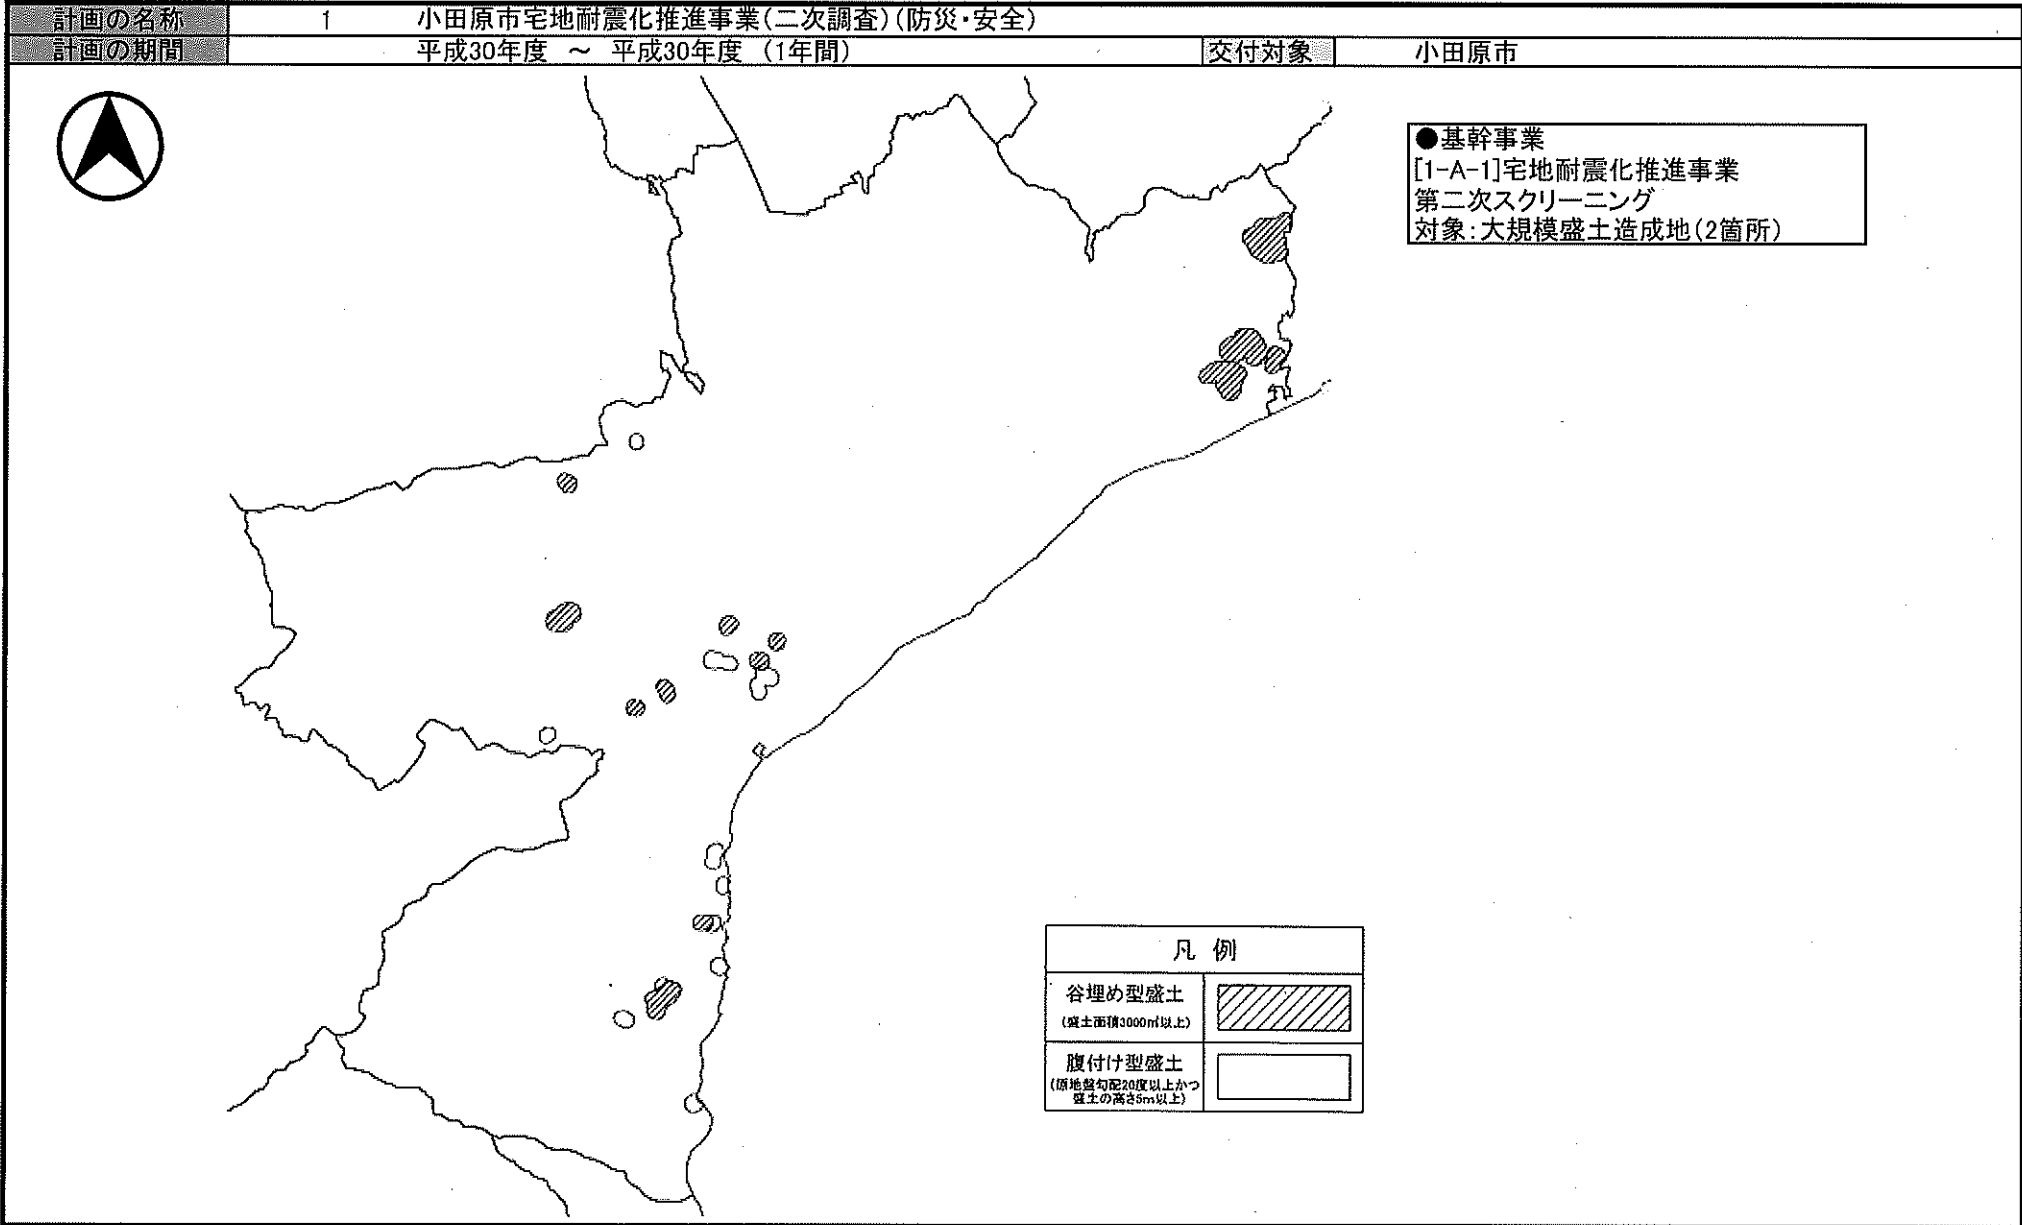 計画の名称 1 小田原市宅地耐震化推進事業(二次調査)(防災・安全)
計画の期間 平成30年度 ～ 平成30年度 (1年間) 交付対象 小田原市
●基幹事業
[1-A-1]宅地耐震化推進事業
第二次スクリーニング
対象:大規模盛土造成地(2箇所)
凡 例
谷埋め型盛土
(盛土面積3000㎡以上)
腹付け型盛土
(原地盤勾配20度以上かつ
盛土の高さ5m以上)